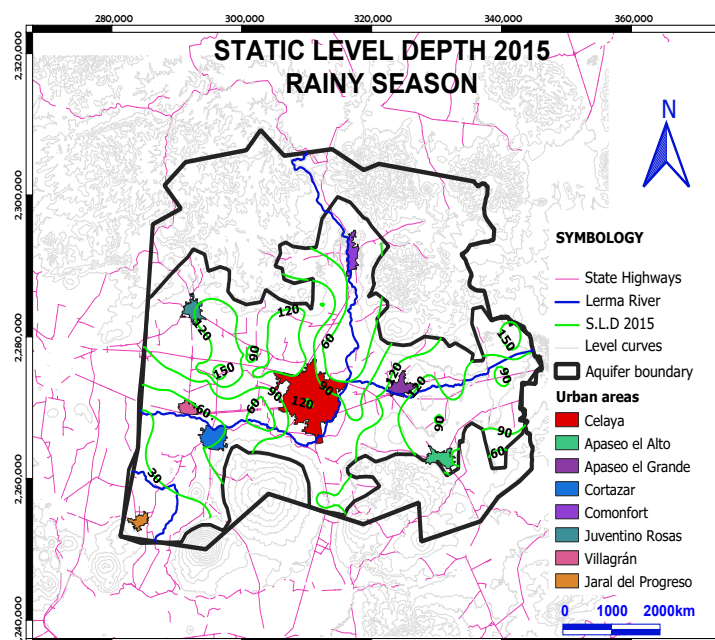 280,000 300,000 320,000 340,000 360,000
STATIC LEVEL DEPTH 2015
RAINY SEASON
2,320,000
2,300,000
2,280,000
2,260,000
2,240,000
N
SYMBOLOGY
State Highways
Lerma River
S.L.D 2015
Level curves
Aquifer boundary
Urban areas
Celaya
Apaseo el Alto
Apaseo el Grande
Cortazar
Comonfort
Juventino Rosas
Villagrán
Jaral del Progreso
0 1000 2000km
120
120
60
90
150
150
120
120
90
90
90
120
60
60
90
90
60
30